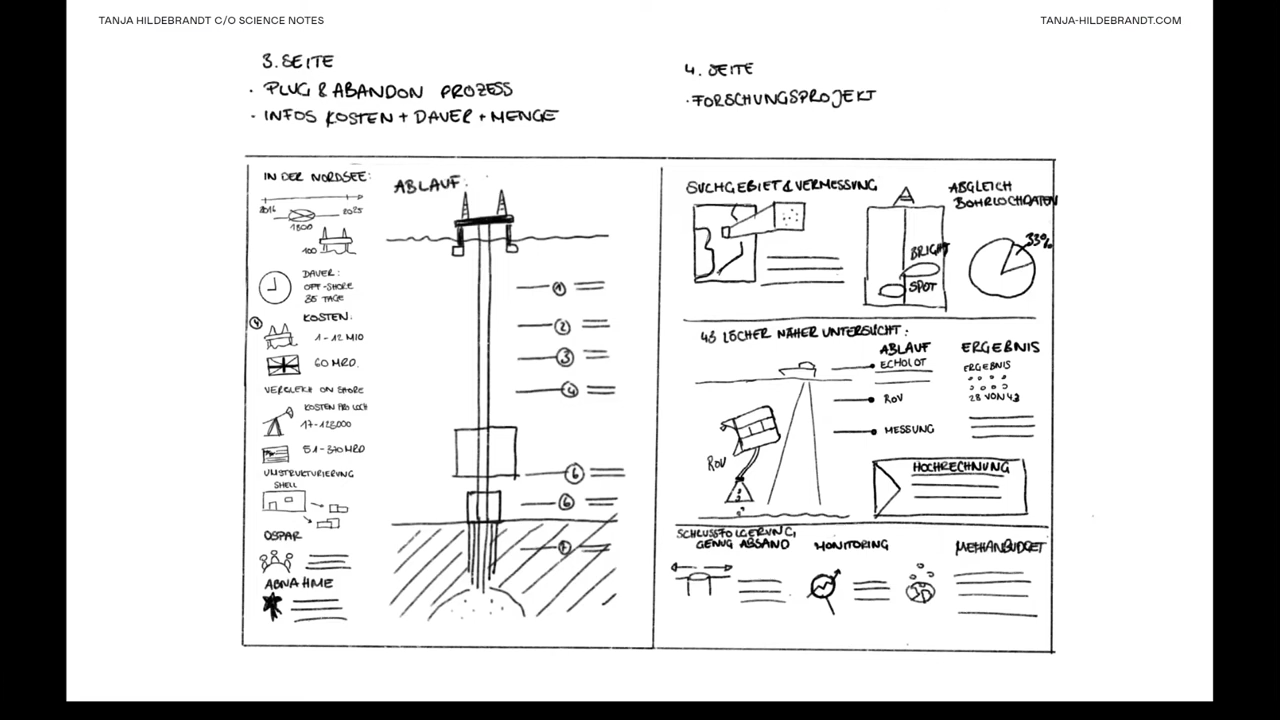 TANJA HILDEBRANDT C/O SCIENCE NOTES
TANJA-HILDEBRANDT.COM
3. SEITE
· PLUG & ABANDON PROZESS
· INFOS KOSTEN + DAUER + MENGE
4. SEITE
· FORSCHUNGSPROJEKT
IN DER NORDSEE:
2016
2025
1800
100
DAUER:
OFF-SHORE
35 TAGE
KOSTEN:
1-12 MIO
60 MRD.
VERGLEICH ON SHORE
KOSTEN PRO LOCH
51-370 MRD
UMSTRUKTURIERUNG
SHELL
OSPAR
ABNAHME
ABLAUF:
1
2
3
4
6
6
7
SUCHGEBIET & VERMESSUNG
BRIGHT
SPOT
ABGLEICH
BOHRLOCHDATEN
33%
43 LÖCHER NÄHER UNTERSUCHT:
ABLAUF
ECHOLOT
ROV
MESSUNG
ROV
ERGEBNIS
ERGEBNIS
28 VON 43
HOCHRECHNUNG
SCHLUSSFOLGERUNG
GENUG ABSAND
MONITORING
METHANBUDGET